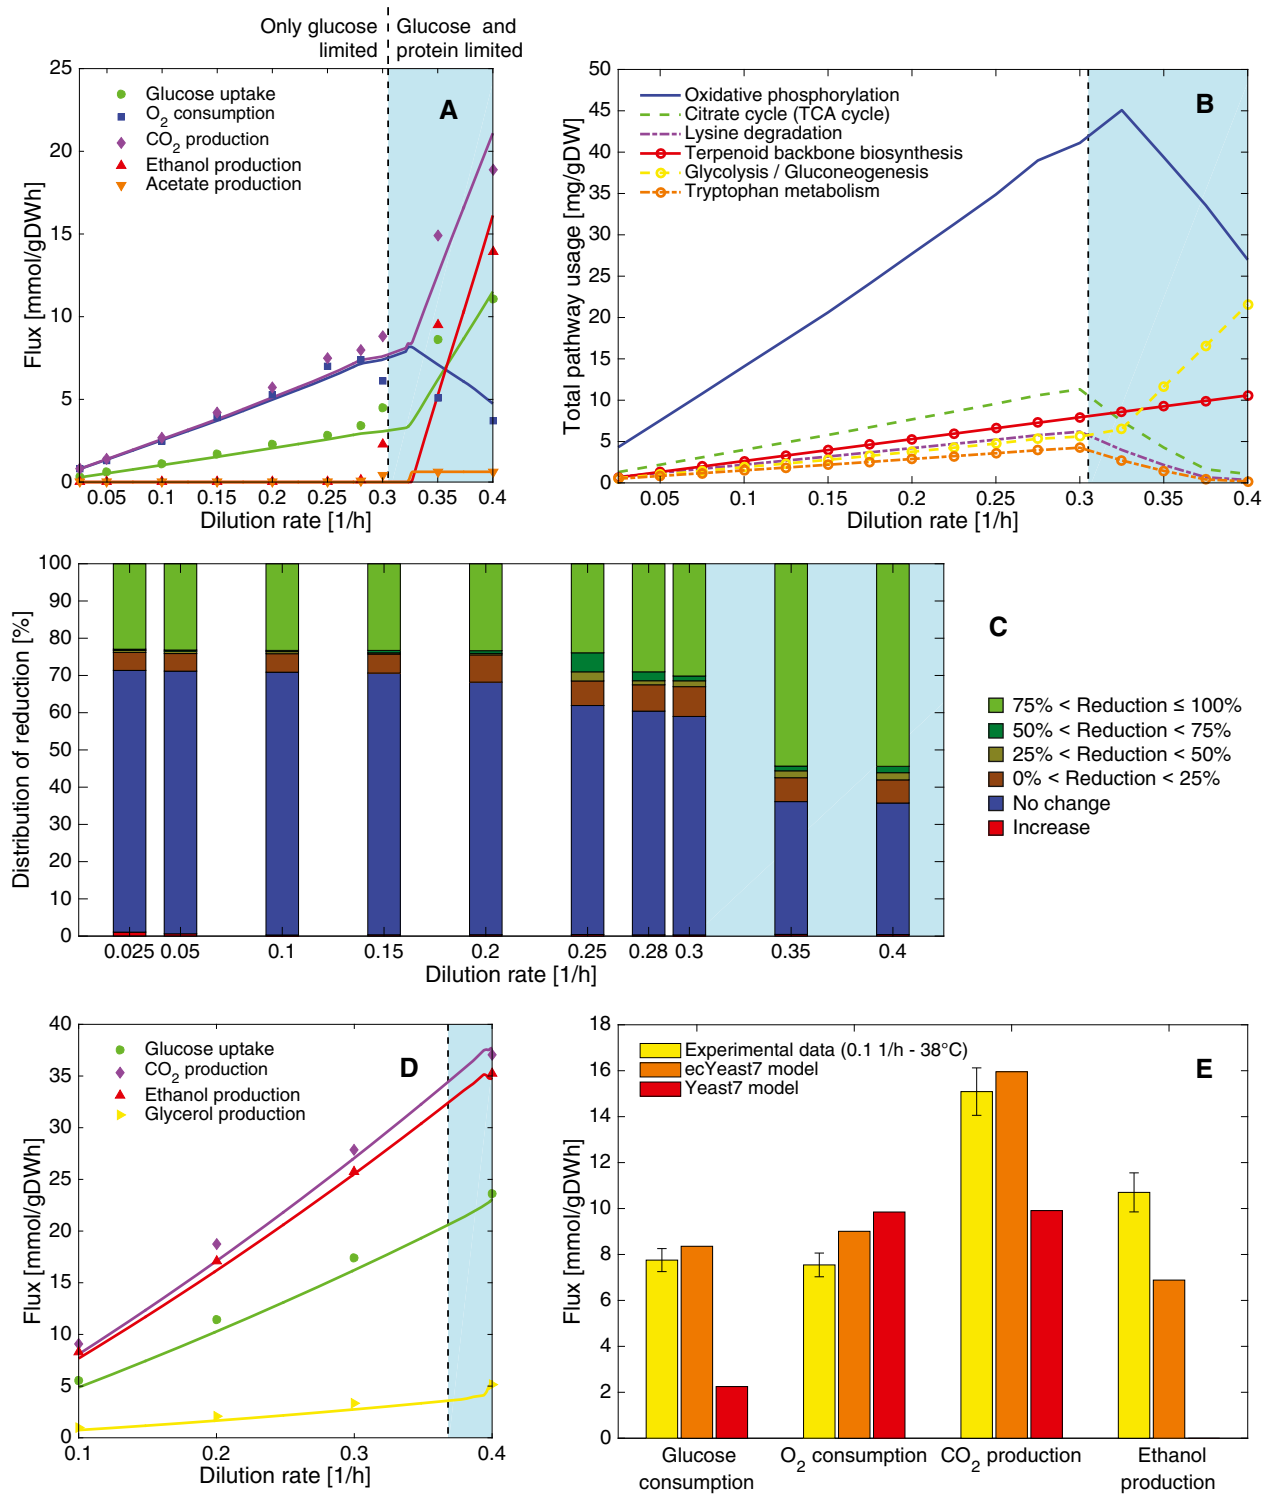 Only glucose
limited
Glucose and
protein limited
A
Glucose uptake
O2 consumption
CO2 production
Ethanol production
Acetate production
Flux [mmol/gDWh]
25
20
15
10
5
0
0.05 0.1 0.15 0.2 0.25 0.3 0.35 0.4
Dilution rate [1/h]
B
Oxidative phosphorylation
Citrate cycle (TCA cycle)
Lysine degradation
Terpenoid backbone biosynthesis
Glycolysis / Gluconeogenesis
Tryptophan metabolism
Total pathway usage [mg/gDW]
50
45
40
35
30
25
20
15
10
5
0
0.05 0.1 0.15 0.2 0.25 0.3 0.35 0.4
Dilution rate [1/h]
C
Distribution of reduction [%]
100
90
80
70
60
50
40
30
20
10
0
0.025 0.05 0.1 0.15 0.2 0.25 0.28 0.3 0.35 0.4
Dilution rate [1/h]
75% < Reduction ≤ 100%
50% < Reduction < 75%
25% < Reduction < 50%
0% < Reduction < 25%
No change
Increase
D
Glucose uptake
CO2 production
Ethanol production
Glycerol production
Flux [mmol/gDWh]
40
35
30
25
20
15
10
5
0
0.1 0.2 0.3 0.4
Dilution rate [1/h]
E
Experimental data (0.1 1/h - 38°C)
ecYeast7 model
Yeast7 model
Flux [mmol/gDWh]
18
16
14
12
10
8
6
4
2
0
Glucose
consumption
O2 consumption
CO2 production
Ethanol
production